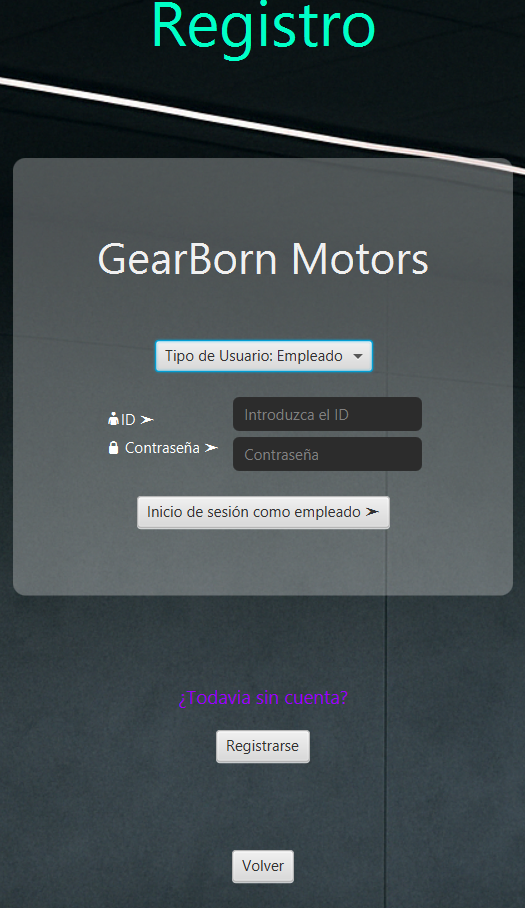 Registro
GearBorn Motors
Tipo de Usuario: Empleado
ID ➢
Introduzca el ID
Contraseña ➢
Contraseña
Inicio de sesión como empleado ➢
¿Todavia sin cuenta?
Registrarse
Volver